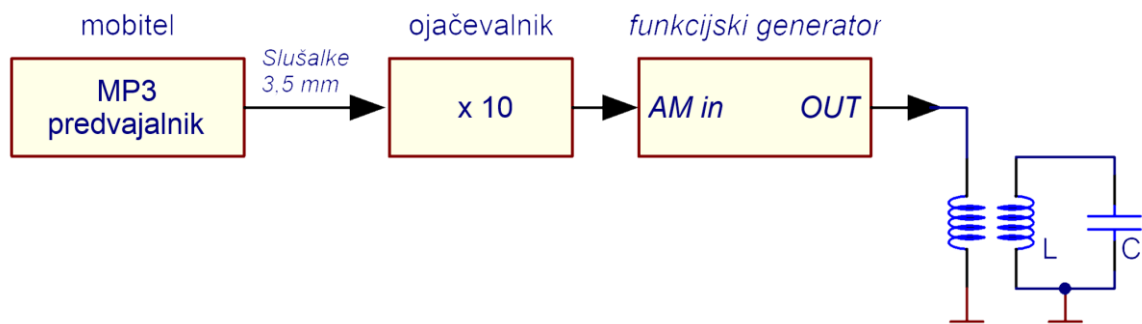 mobitel
ojačevalnik
funkcijski generator
MP3
predvajalnik
Slušalke
3.5 mm
x 10
AM in
OUT
L
C